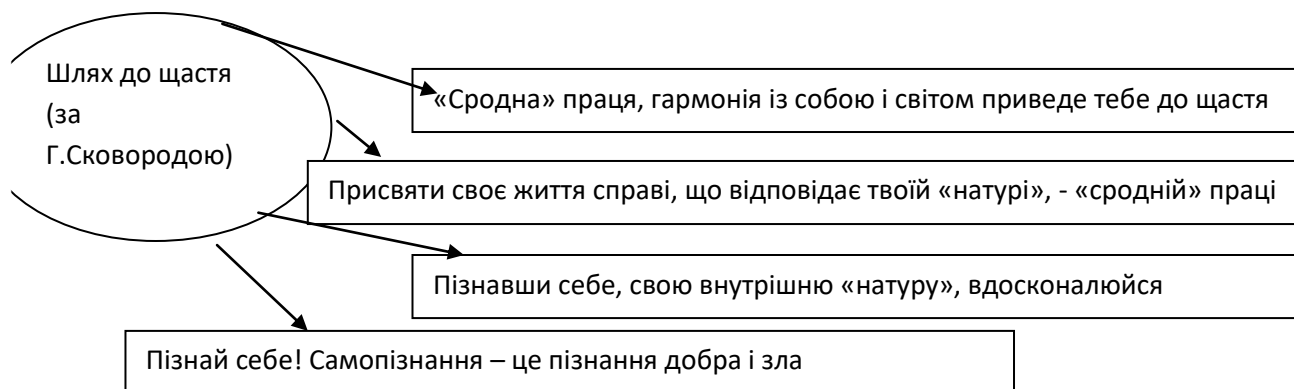 Шлях до щастя
(за
Г.Сковородою)
«Сродна» праця, гармонія із собою і світом приведе тебе до щастя
Присвяти своє життя справі, що відповідає твоїй «натурі», - «сродній» праці
Пізнавши себе, свою внутрішню «натуру», вдосконалюйся
Пізнай себе! Самопізнання – це пізнання добра і зла